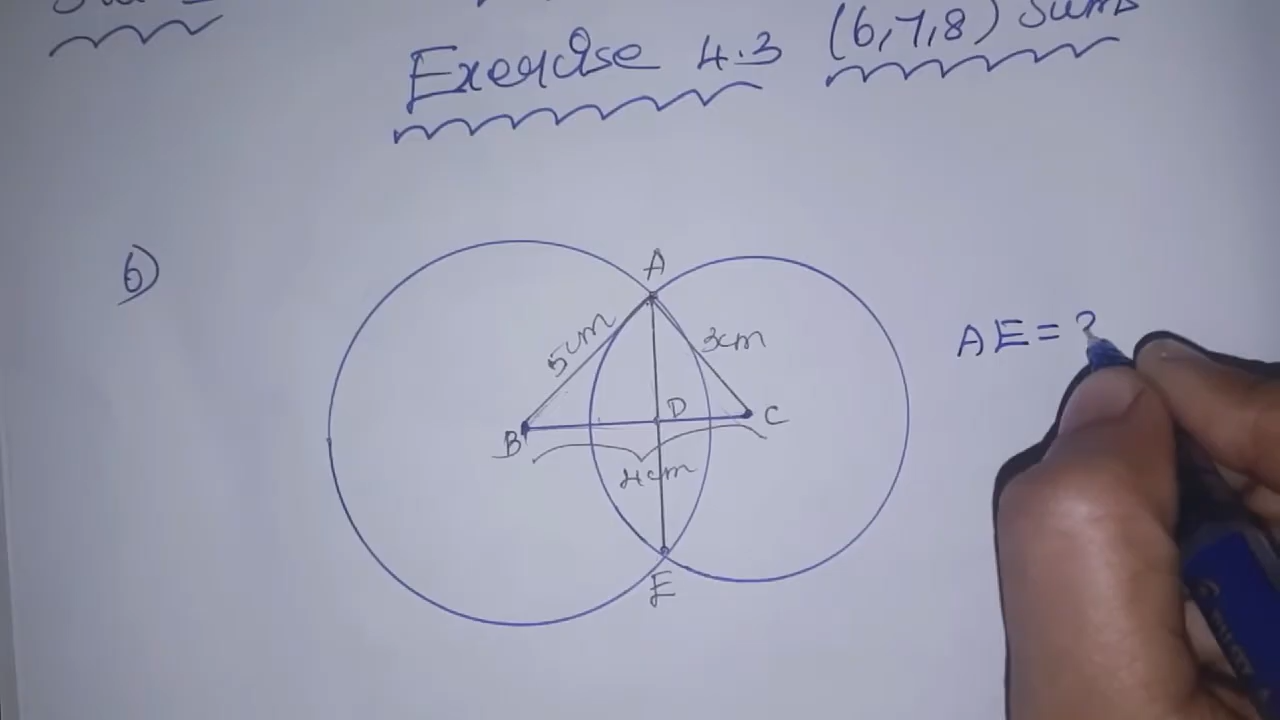 Exercise 4.3 (6,7,8) Sums
6)
A
5cm
3cm
AE = ?
B
D
C
4cm
E